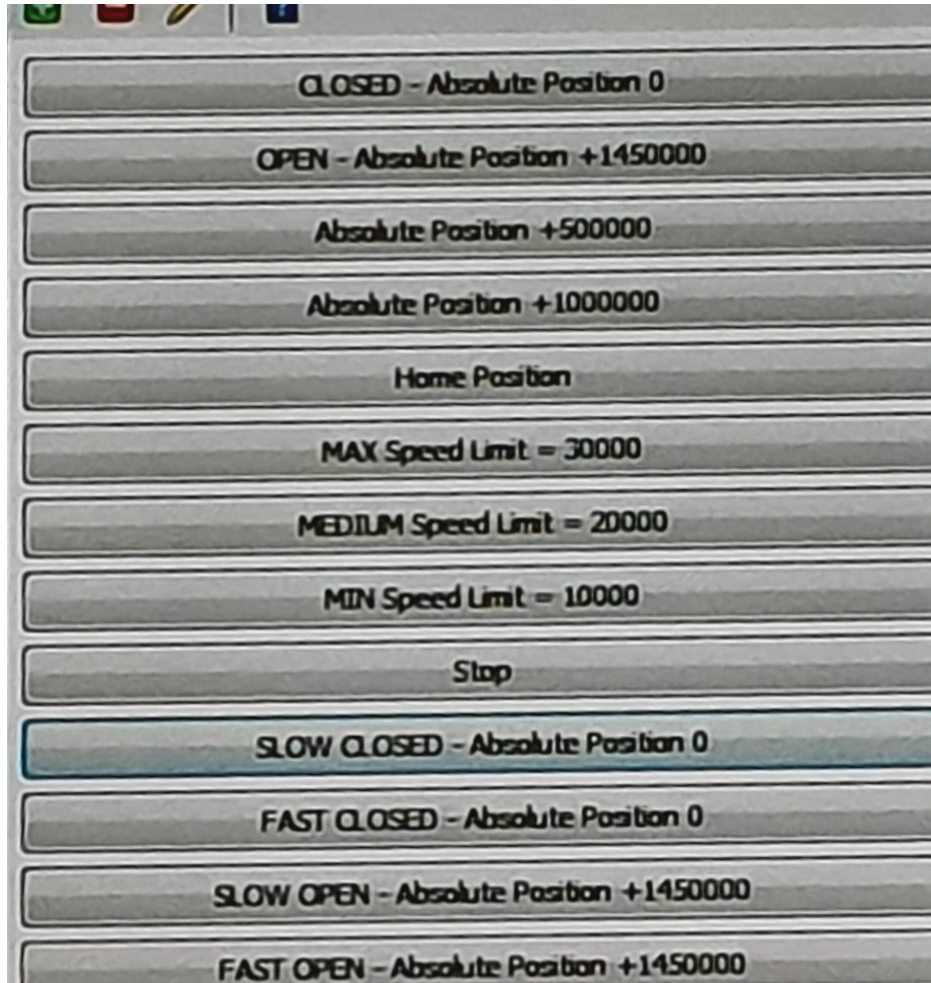 CLOSED - Absolute Position 0
OPEN - Absolute Position +1450000
Absolute Position +500000
Absolute Position +1000000
Home Position
MAX Speed Limit = 30000
MEDIUM Speed Limit = 20000
MIN Speed Limit = 10000
Stop
SLOW CLOSED - Absolute Position 0
FAST CLOSED - Absolute Position 0
SLOW OPEN - Absolute Position +1450000
FAST OPEN - Absolute Position +1450000